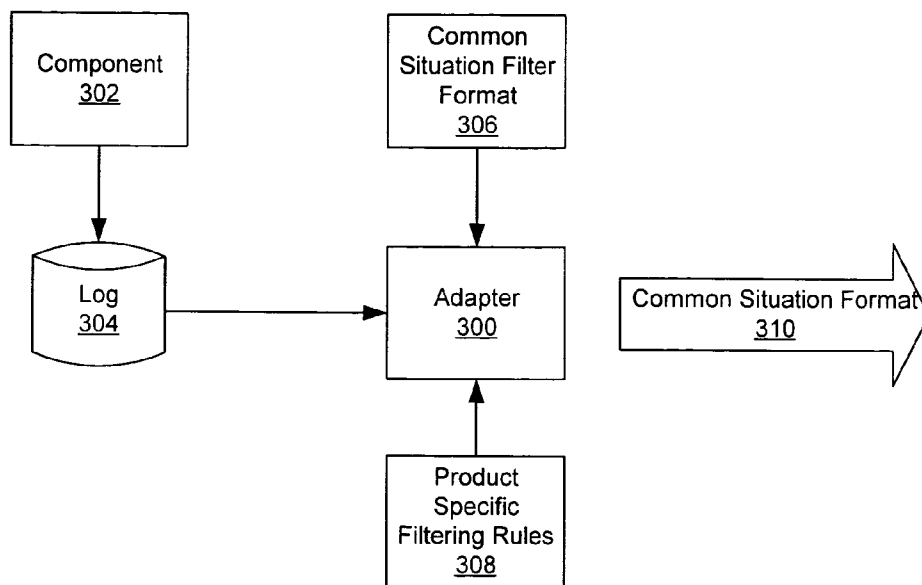 Component
302
Common
Situation Filter
Format
306
Log
304
Adapter
300
Common Situation Format
310
Product
Specific
Filtering Rules
308